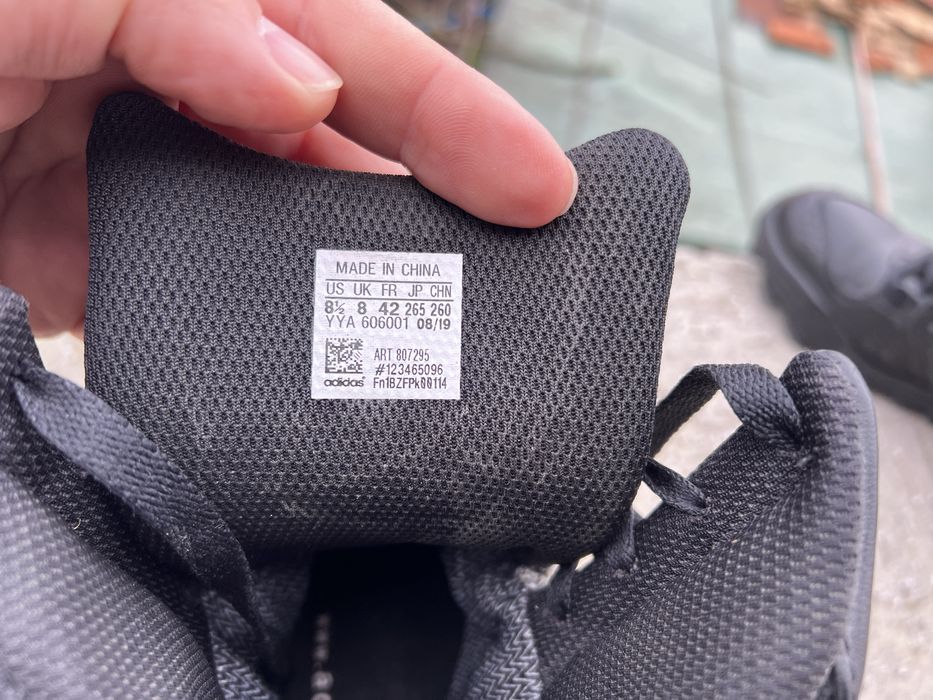 MADE IN CHINA
US UK FR JP CHN
8½ 8 42 265 260
YYA 606001 08/19
ART 807295
#123465096
adidas Fn1BZFPk00114